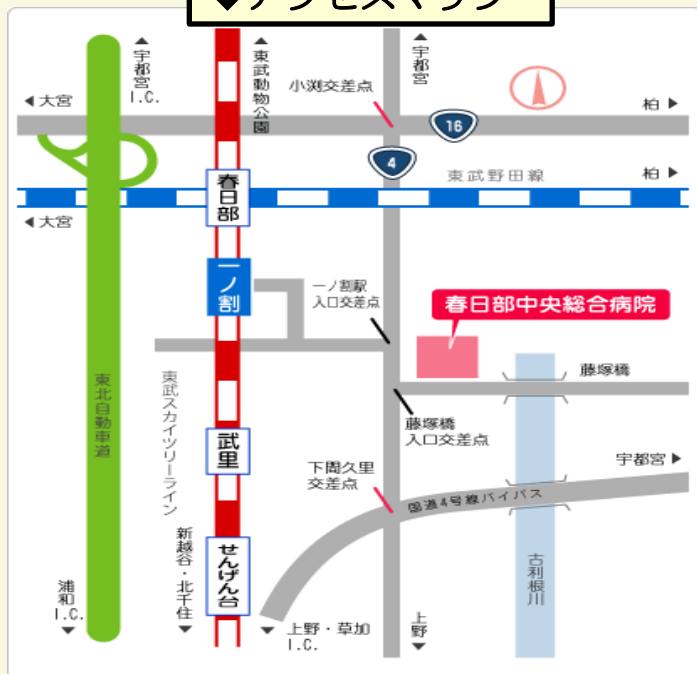 ◆アクセスマップ
▲宇都宮I.C.
▲東武動物公園
▲宇都宮
小渕交差点
◀大宮
柏▶
16
4
東武野田線
柏▶
春日部
◀大宮
一ノ割
一ノ割駅
入口交差点
春日部中央総合病院
東北自動車道
東武スカイツリーライン
藤塚橋
武里
藤塚橋
入口交差点
宇都宮▶
下間久里
交差点
国道4号線バイパス
新越谷・北千住▼
せんげん台
古利根川
浦和I.C.▼
▼上野・草加
I.C.
上野▼